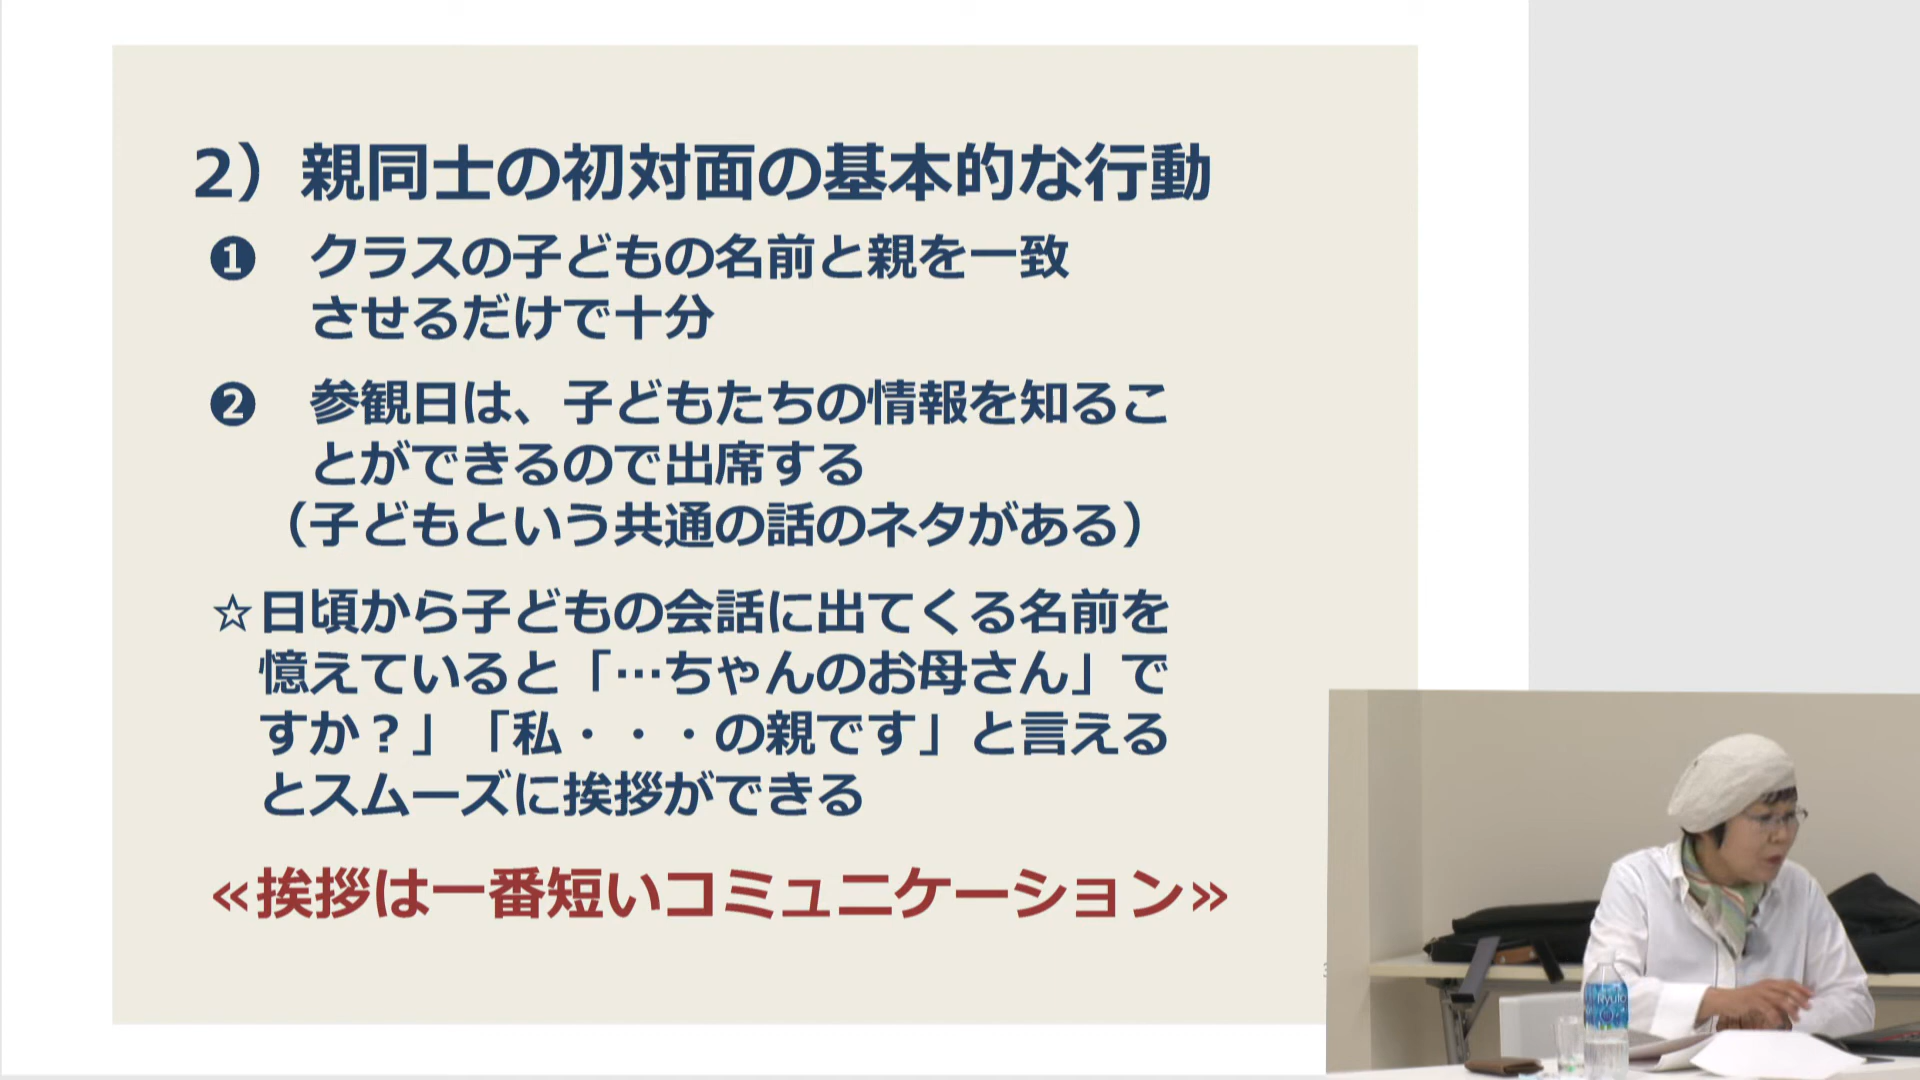 2）親同士の初対面の基本的な行動
❶ クラスの子どもの名前と親を一致
させるだけで十分
❷ 参観日は、子どもたちの情報を知るこ
とができるので出席する
（子どもという共通の話のネタがある）
☆日頃から子どもの会話に出てくる名前を
憶えていると「…ちゃんのお母さん」で
すか？」「私・・・の親です」と言える
とスムーズに挨拶ができる
≪挨拶は一番短いコミュニケーション≫